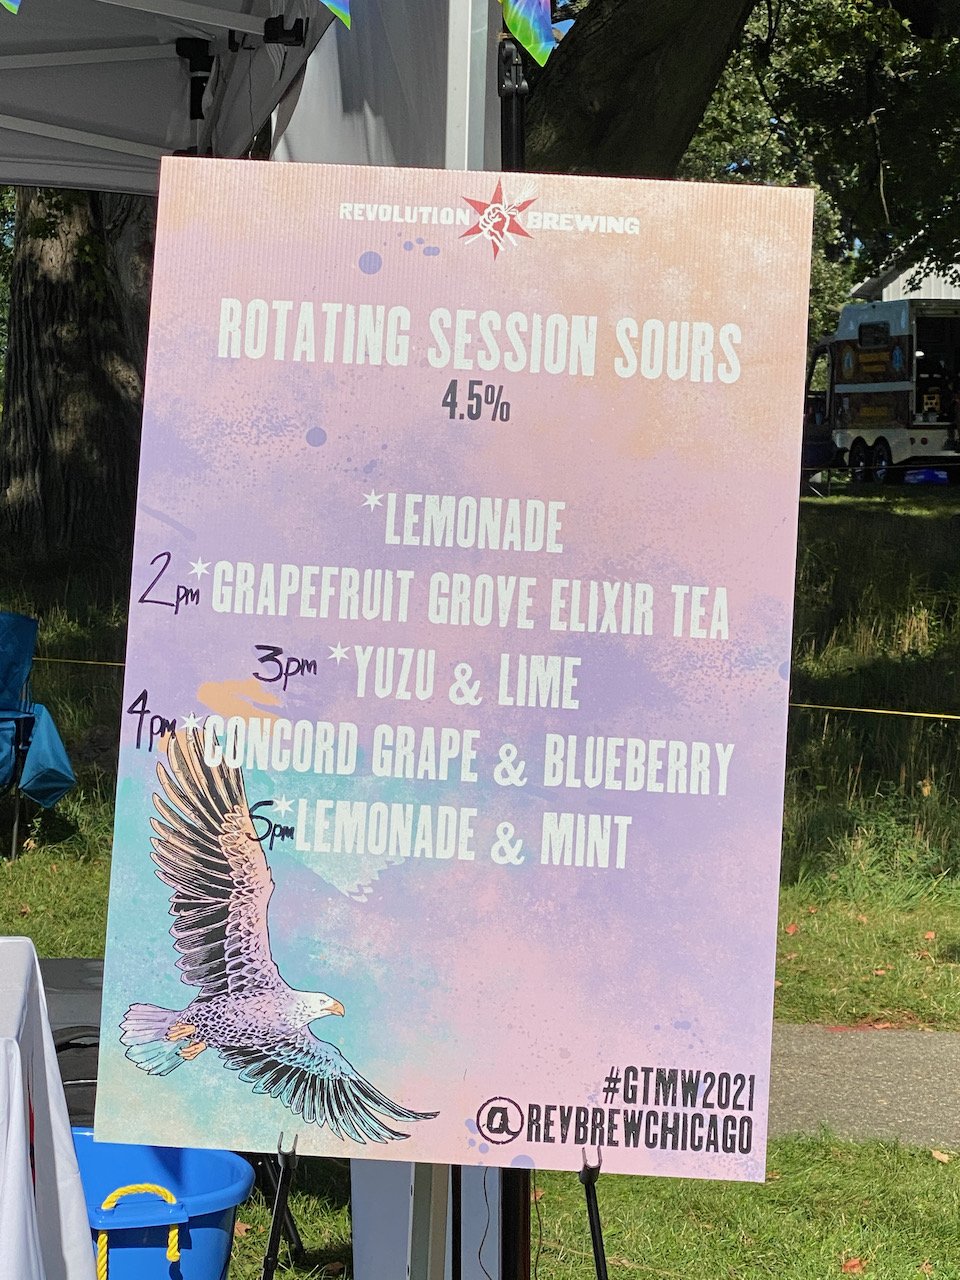 REVOLUTION BREWING
ROTATING SESSION SOURS
4.5%
*LEMONADE
2pm *GRAPEFRUIT GROVE ELIXIR TEA
3pm *YUZU & LIME
4pm *CONCORD GRAPE & BLUEBERRY
5pm *LEMONADE & MINT
#GTMW2021
@REVBREWCHICAGO